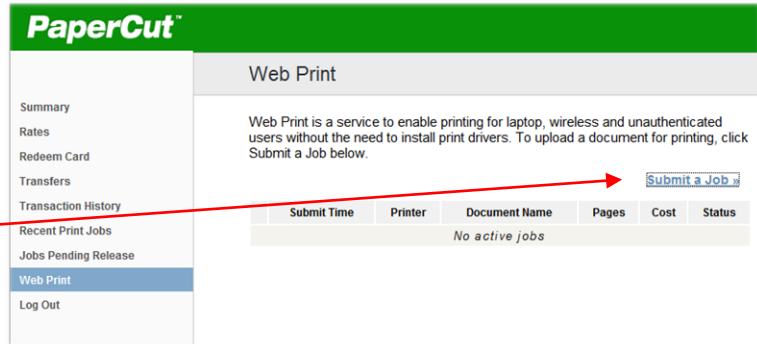 PaperCut™
Web Print
Summary
Rates
Redeem Card
Transfers
Transaction History
Recent Print Jobs
Jobs Pending Release
Web Print
Log Out
Web Print is a service to enable printing for laptop, wireless and unauthenticated
users without the need to install print drivers. To upload a document for printing, click
Submit a Job below.
Submit a Job »
Submit Time Printer Document Name Pages Cost Status
No active jobs